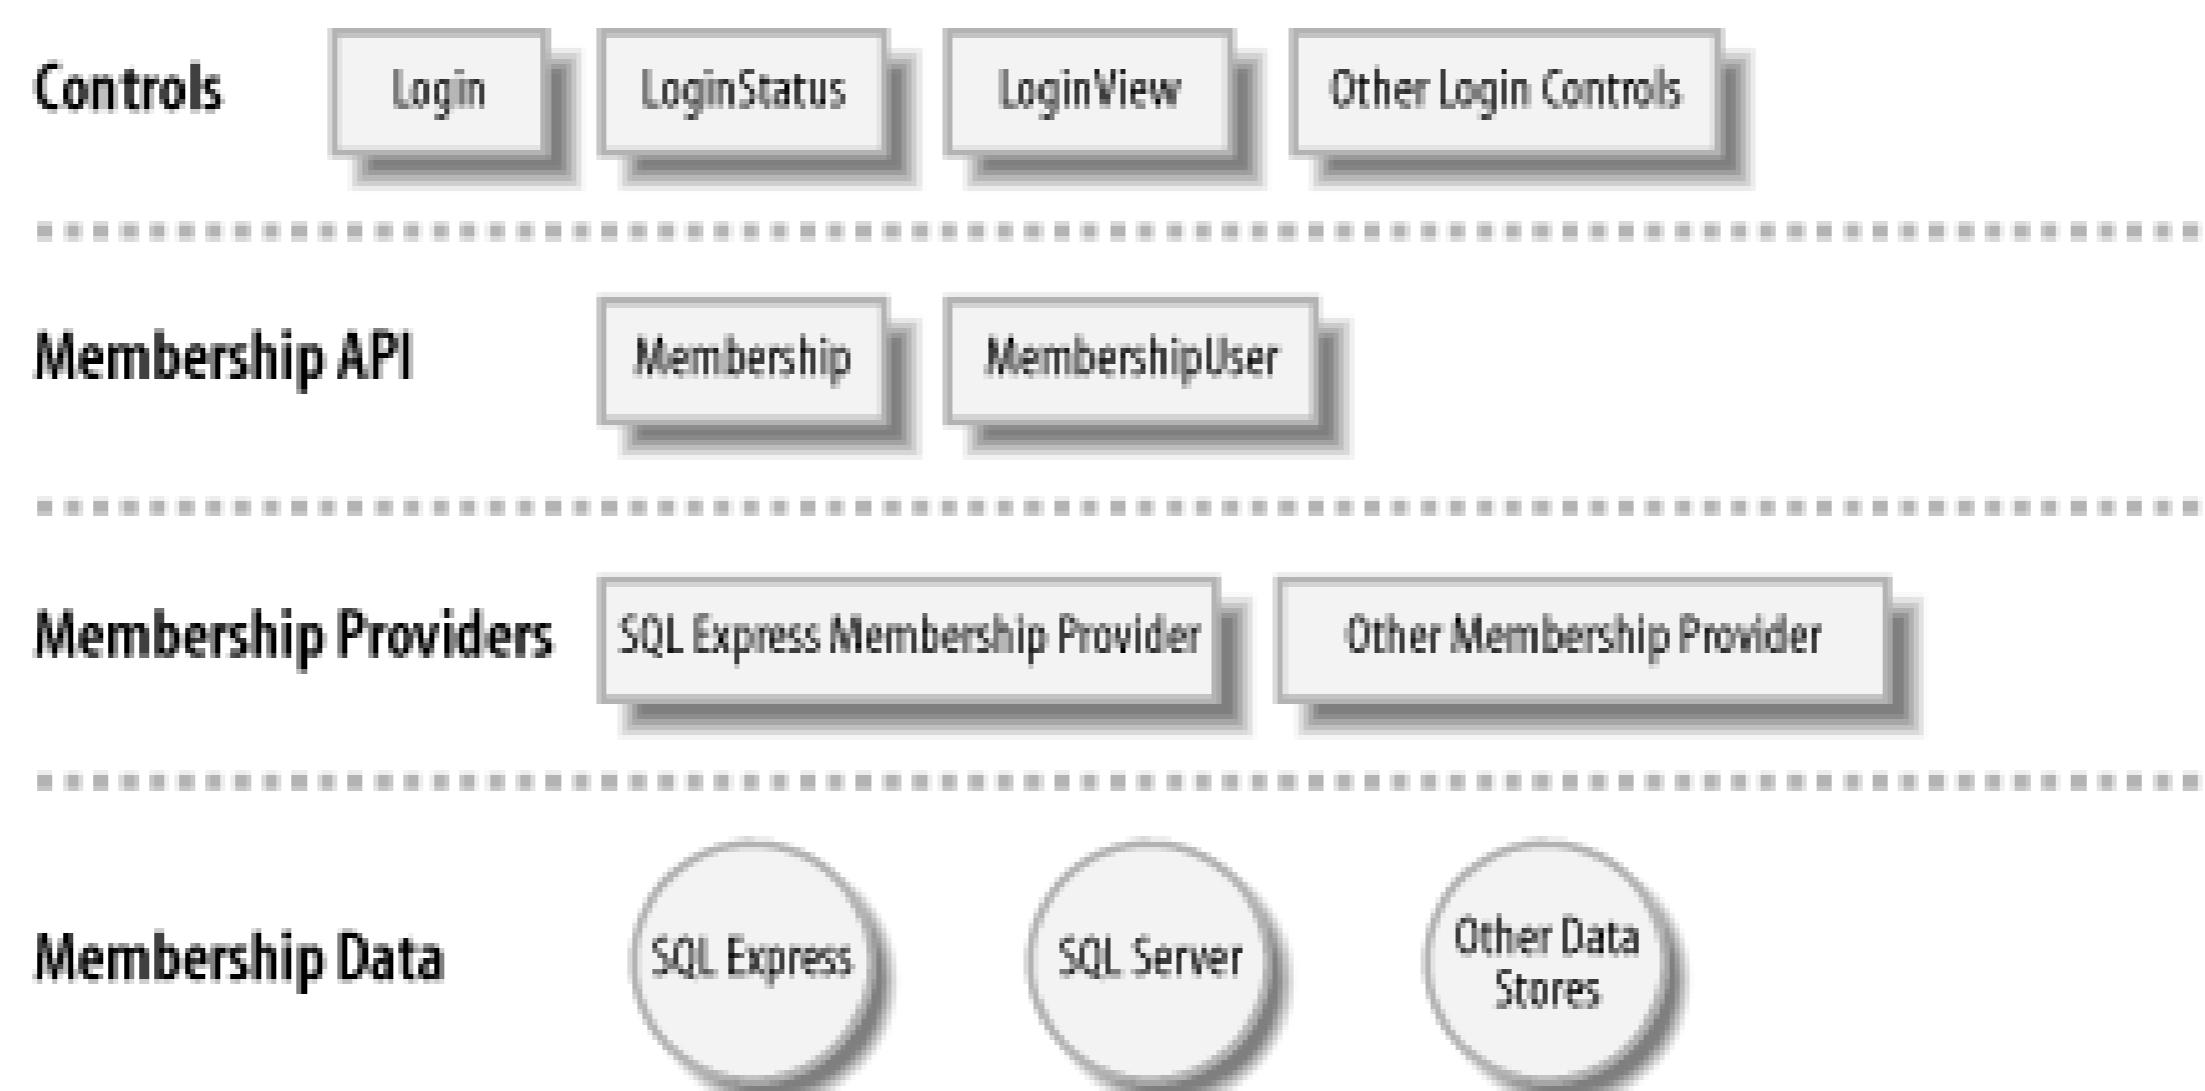 Controls Login LoginStatus LoginView Other Login Controls
Membership API Membership MembershipUser
Membership Providers SQL Express Membership Provider Other Membership Provider
Membership Data SQL Express SQL Server Other Data
Stores